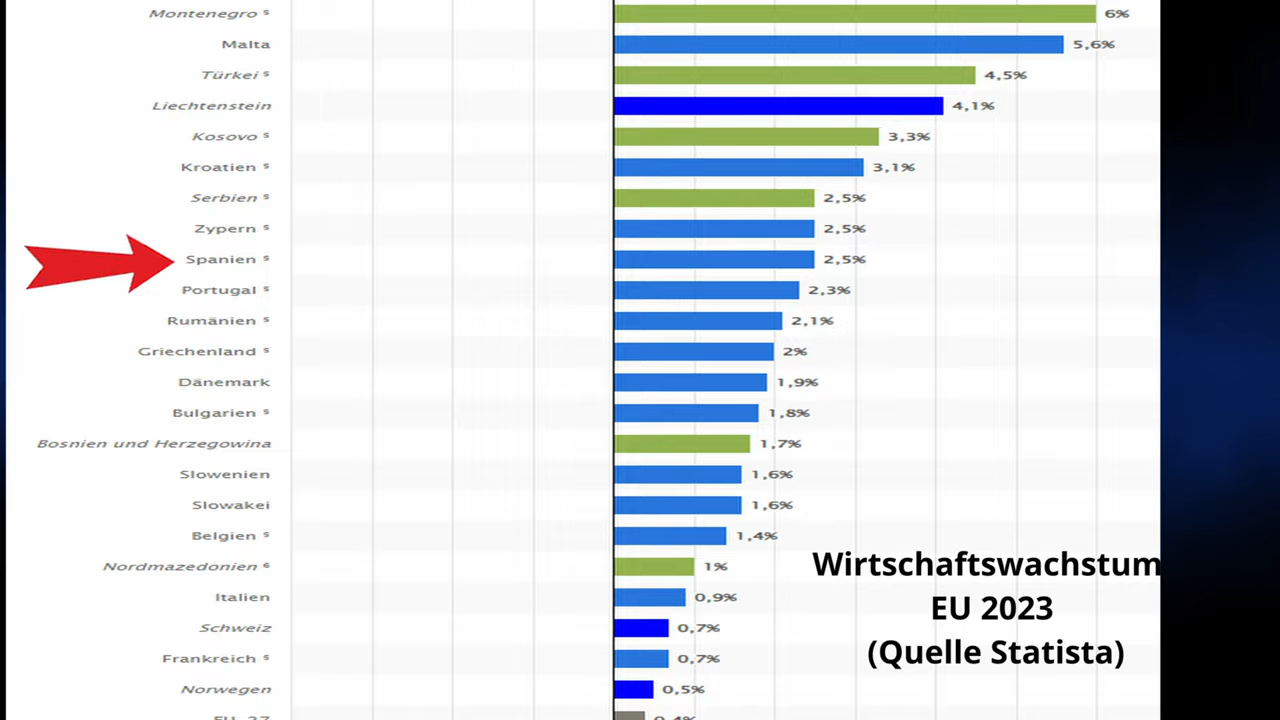 Montenegro ⁵ 6%
Malta 5,6%
Türkei ⁵ 4,5%
Liechtenstein 4,1%
Kosovo ⁵ 3,3%
Kroatien ⁵ 3,1%
Serbien ⁵ 2,5%
Zypern ⁵ 2,5%
Spanien ⁵ 2,5%
Portugal ⁵ 2,3%
Rumänien ⁵ 2,1%
Griechenland ⁵ 2%
Dänemark 1,9%
Bulgarien ⁵ 1,8%
Bosnien und Herzegowina 1,7%
Slowenien 1,6%
Slowakei 1,6%
Belgien ⁵ 1,4%
Nordmazedonien ⁶ 1%
Italien 0,9%
Schweiz 0,7%
Frankreich ⁵ 0,7%
Norwegen 0,5%
EU-27 0,4%
Wirtschaftswachstum
EU 2023
(Quelle Statista)